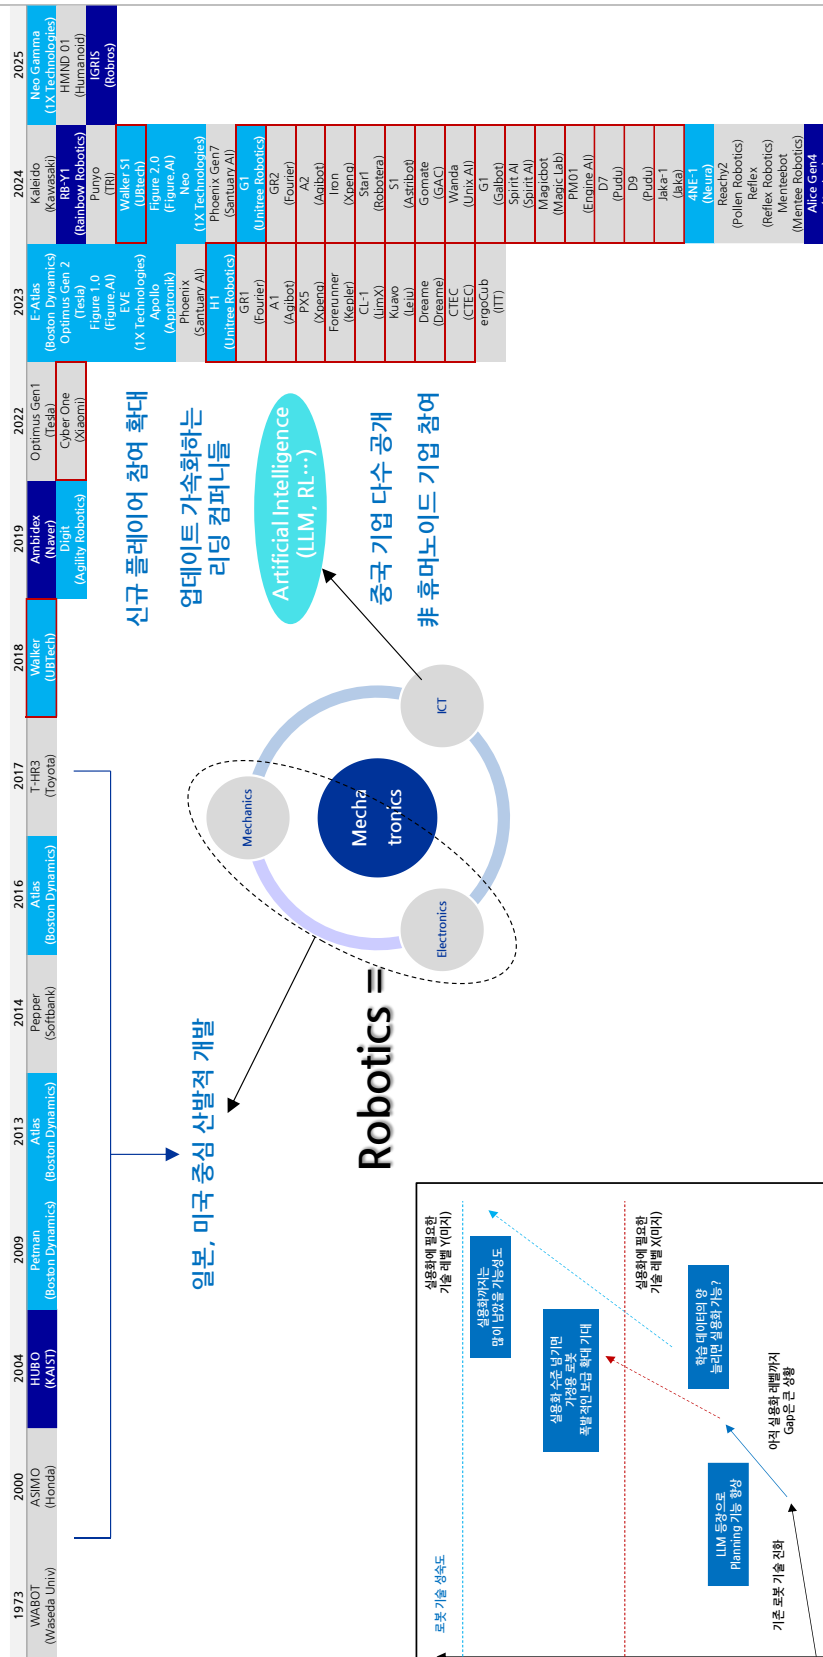 1973
WABOT
(Waseda Univ)
2000
ASIMO
(Honda)
2004
HUBO
(KAIST)
2009
Petman
(Boston Dynamics)
2013
Atlas
(Boston Dynamics)
2014
Pepper
(Softbank)
2016
Atlas
(Boston Dynamics)
2017
T-HR3
(Toyota)
2018
Walker
(UBTech)
2019
Ambidex
(Naver)
Digit
(Agility Robotics)
2022
Optimus Gen1
(Tesla)
Cyber One
(Xiaomi)
2023
E-Atlas
(Boston Dynamics)
Optimus Gen 2
(Tesla)
Figure 1.0
(Figure.AI)
EVE
(1X Technologies)
Apollo
(Apptronik)
Phoenix
(Santuary AI)
H1
(Unitree Robotics)
GR1
(Fourier)
A1
(Agibot)
PX5
(Xpeng)
Forerunner
(Kepler)
CL-1
(LimX)
Kuavo
(Leju)
Dreame
(Dreame)
CTEC
(CTEC)
ergoCub
(ITT)
2024
Kaleido
(Kawasaki)
RB-Y1
(Rainbow Robotics)
Punyo
(TRI)
Walker S1
(UBtech)
Figure 2.0
(Figure.AI)
Neo
(1X Technologies)
Phoenix Gen7
(Santuary AI)
G1
(Unitree Robotics)
GR2
(Fourier)
A2
(Agibot)
Iron
(Xpeng)
Star1
(Robotera)
S1
(Astribot)
Gomate
(GAC)
Wanda
(Unix AI)
G1
(Galbot)
Spirit AI
(Spirit AI)
Magicbot
(Magic Lab)
PM01
(Engine AI)
D7
(Pudu)
D9
(Pudu)
Jaka-1
(Jaka)
4NE-1
(Neura)
Reachy2
(Pollen Robotics)
Reflex
(Reflex Robotics)
Menteebot
(Mentee Robotics)
Alice Gen4
2025
Neo Gamma
(1X Technologies)
HMND 01
(Humanoid)
IGRIS
(Robros)
일본, 미국 중심 산발적 개발
신규 플레이어 참여 확대
업데이트 가속화하는
리딩 컴퍼니들
Artificial Intelligence
(LLM, RL…)
중국 기업 다수 공개
非 휴머노이드 기업 참여
Robotics =
Mecha
tronics
Mechanics
Electronics
ICT
로봇 기술 성숙도
실용화에 필요한
기술 레벨 Y(미지)
실용화까지는
많이 남았을 가능성도
실용화 수준 넘기면
가정용 로봇
폭발적인 보급 확대 기대
실용화에 필요한
기술 레벨 X(미지)
학습 데이터의 양
늘리면 실용화 가능?
LLM 등장으로
Planning 기능 향상
아직 실용화 레벨까지
Gap은 큰 상황
기존 로봇 기술 진화